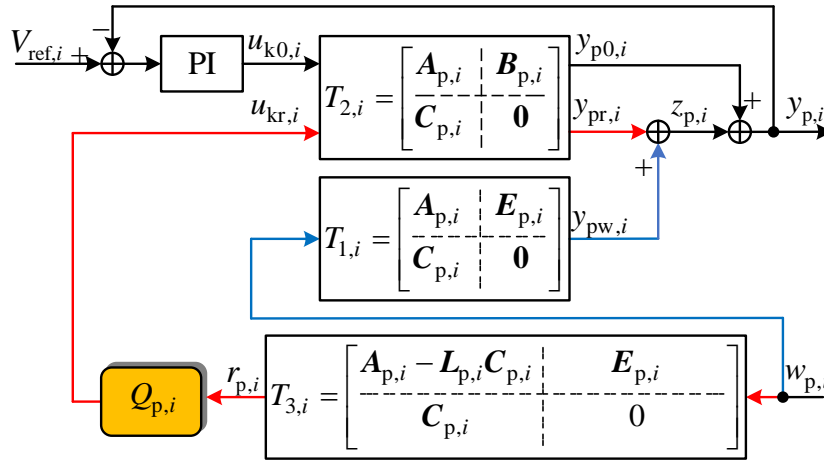 −
V_ref,i +
PI
u_k0,i
u_kr,i
T_2,i = [ A_p,i | B_p,i ]
[ C_p,i | 0 ]
y_p0,i
y_pr,i
z_p,i
+
y_p,i
+
T_1,i = [ A_p,i | E_p,i ]
[ C_p,i | 0 ]
y_pw,i
Q_p,i
r_p,i
T_3,i = [ A_p,i − L_p,i C_p,i | E_p,i ]
[ C_p,i | 0 ]
w_p,i